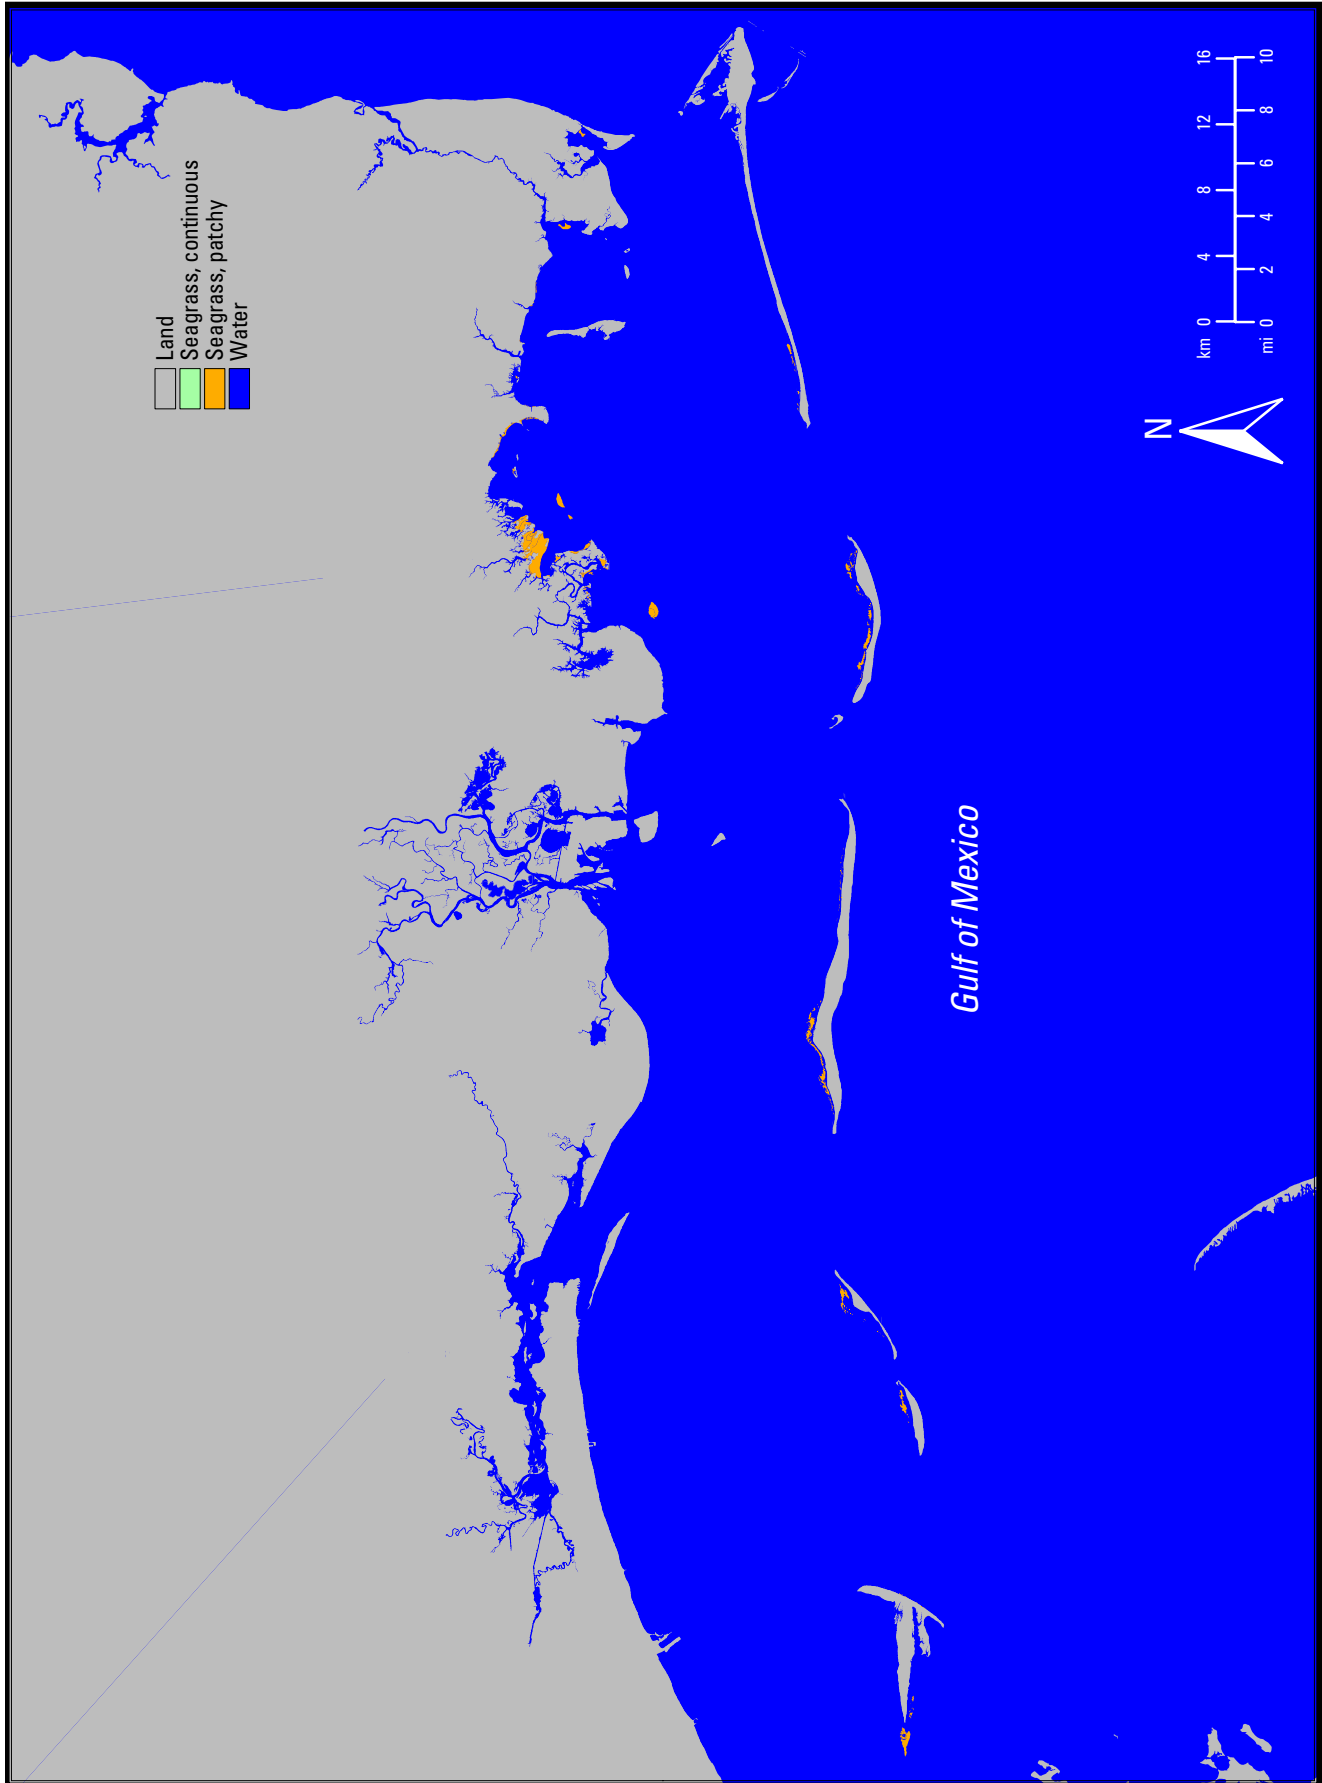 Land
Seagrass, continuous
Seagrass, patchy
Water
km 0 4 8 12 16
mi 0 2 4 6 8 10
N
Gulf of Mexico